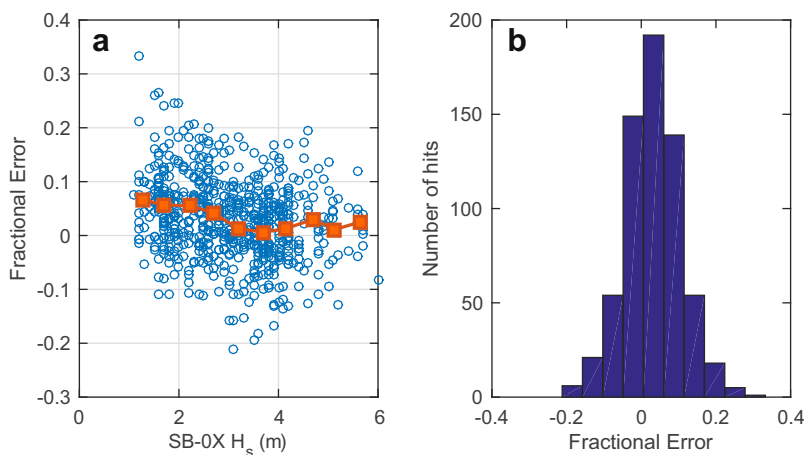 a
0.4
0.3
0.2
0.1
0
-0.1
-0.2
-0.3
Fractional Error
0 2 4 6
SB-0X Hs (m)
b
200
150
100
50
0
Number of hits
-0.4 -0.2 0 0.2 0.4
Fractional Error